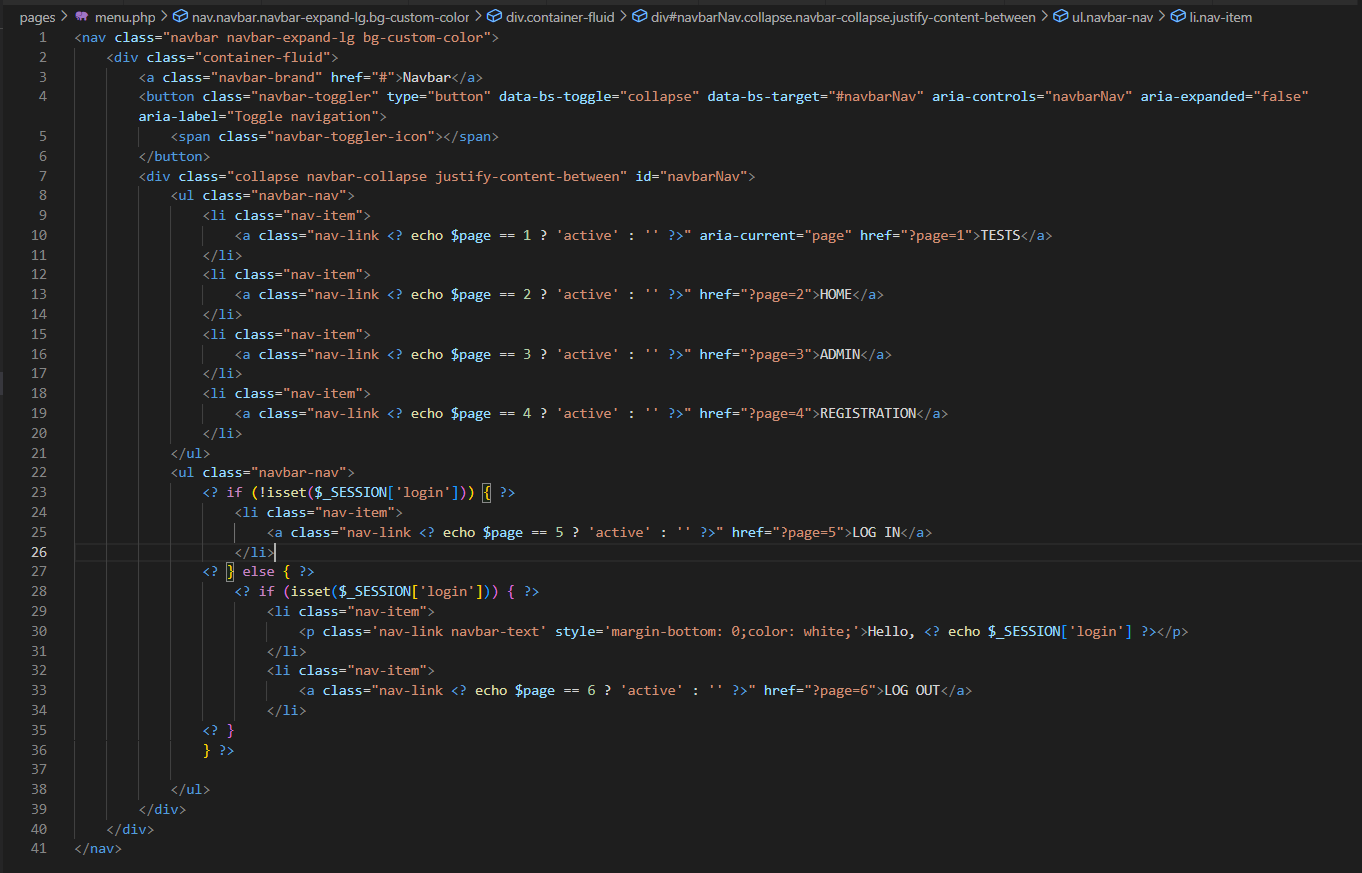 pages > menu.php > nav.navbar.navbar-expand-lg.bg-custom-color > div.container-fluid > div#navbarNav.collapse.navbar-collapse.justify-content-between > ul.navbar-nav > li.nav-item
1 <nav class="navbar navbar-expand-lg bg-custom-color">
2 <div class="container-fluid">
3 <a class="navbar-brand" href="#">Navbar</a>
4 <button class="navbar-toggler" type="button" data-bs-toggle="collapse" data-bs-target="#navbarNav" aria-controls="navbarNav" aria-expanded="false"
aria-label="Toggle navigation">
5 <span class="navbar-toggler-icon"></span>
6 </button>
7 <div class="collapse navbar-collapse justify-content-between" id="navbarNav">
8 <ul class="navbar-nav">
9 <li class="nav-item">
10 <a class="nav-link <? echo $page == 1 ? 'active' : '' ?>" aria-current="page" href="?page=1">TESTS</a>
11 </li>
12 <li class="nav-item">
13 <a class="nav-link <? echo $page == 2 ? 'active' : '' ?>" href="?page=2">HOME</a>
14 </li>
15 <li class="nav-item">
16 <a class="nav-link <? echo $page == 3 ? 'active' : '' ?>" href="?page=3">ADMIN</a>
17 </li>
18 <li class="nav-item">
19 <a class="nav-link <? echo $page == 4 ? 'active' : '' ?>" href="?page=4">REGISTRATION</a>
20 </li>
21 </ul>
22 <ul class="navbar-nav">
23 <? if (!isset($_SESSION['login'])) { ?>
24 <li class="nav-item">
25 <a class="nav-link <? echo $page == 5 ? 'active' : '' ?>" href="?page=5">LOG IN</a>
26 </li>
27 <? } else { ?>
28 <? if (isset($_SESSION['login'])) { ?>
29 <li class="nav-item">
30 <p class='nav-link navbar-text' style='margin-bottom: 0;color: white;'>Hello, <? echo $_SESSION['login'] ?></p>
31 </li>
32 <li class="nav-item">
33 <a class="nav-link <? echo $page == 6 ? 'active' : '' ?>" href="?page=6">LOG OUT</a>
34 </li>
35 <? }
36 } ?>
37
38 </ul>
39 </div>
40 </div>
41 </nav>